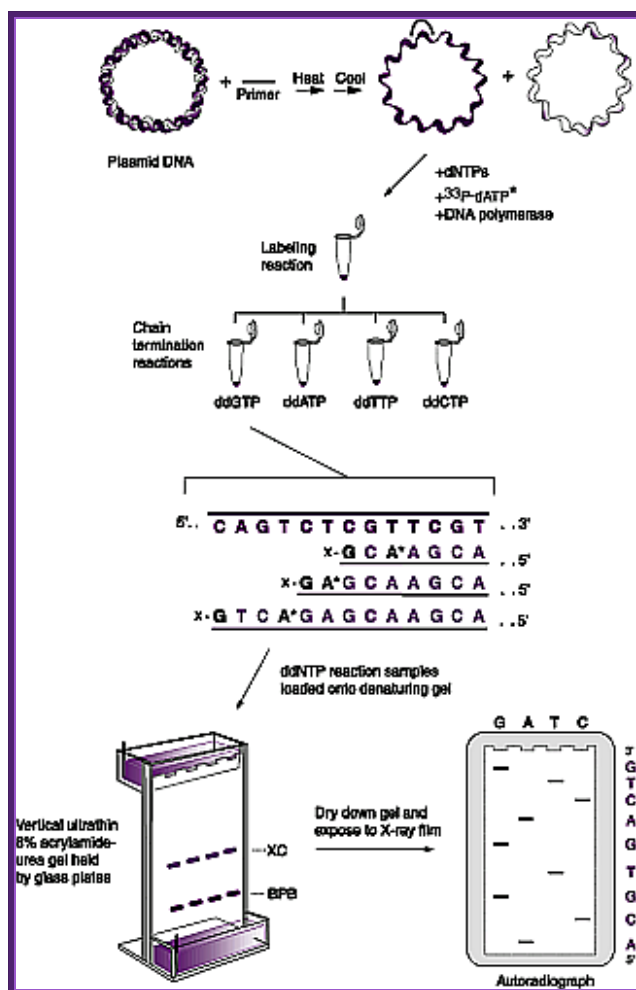 + Primer
Heat Cool
+
Plasmid DNA
+dNTPs
+33P-dATP*
+DNA polymerase
Labeling
reaction
Chain
termination
reactions
ddGTP ddATP ddTTP ddCTP
5'.. C A G T C T C G T T C G T ..3'
X-G C A* A G C A ..5'
X-G A* G C A A G C A ..5'
X-G T C A* G A G C A A G C A ..5'
ddNTP reaction samples
loaded onto denaturing gel
Vertical ultrathin
6% acrylamide-
urea gel held
by glass plates
XC
BPB
Dry down gel and
expose to X-ray film
G A T C
3'
G
T
C
A
G
T
G
C
A
5'
Autoradiograph